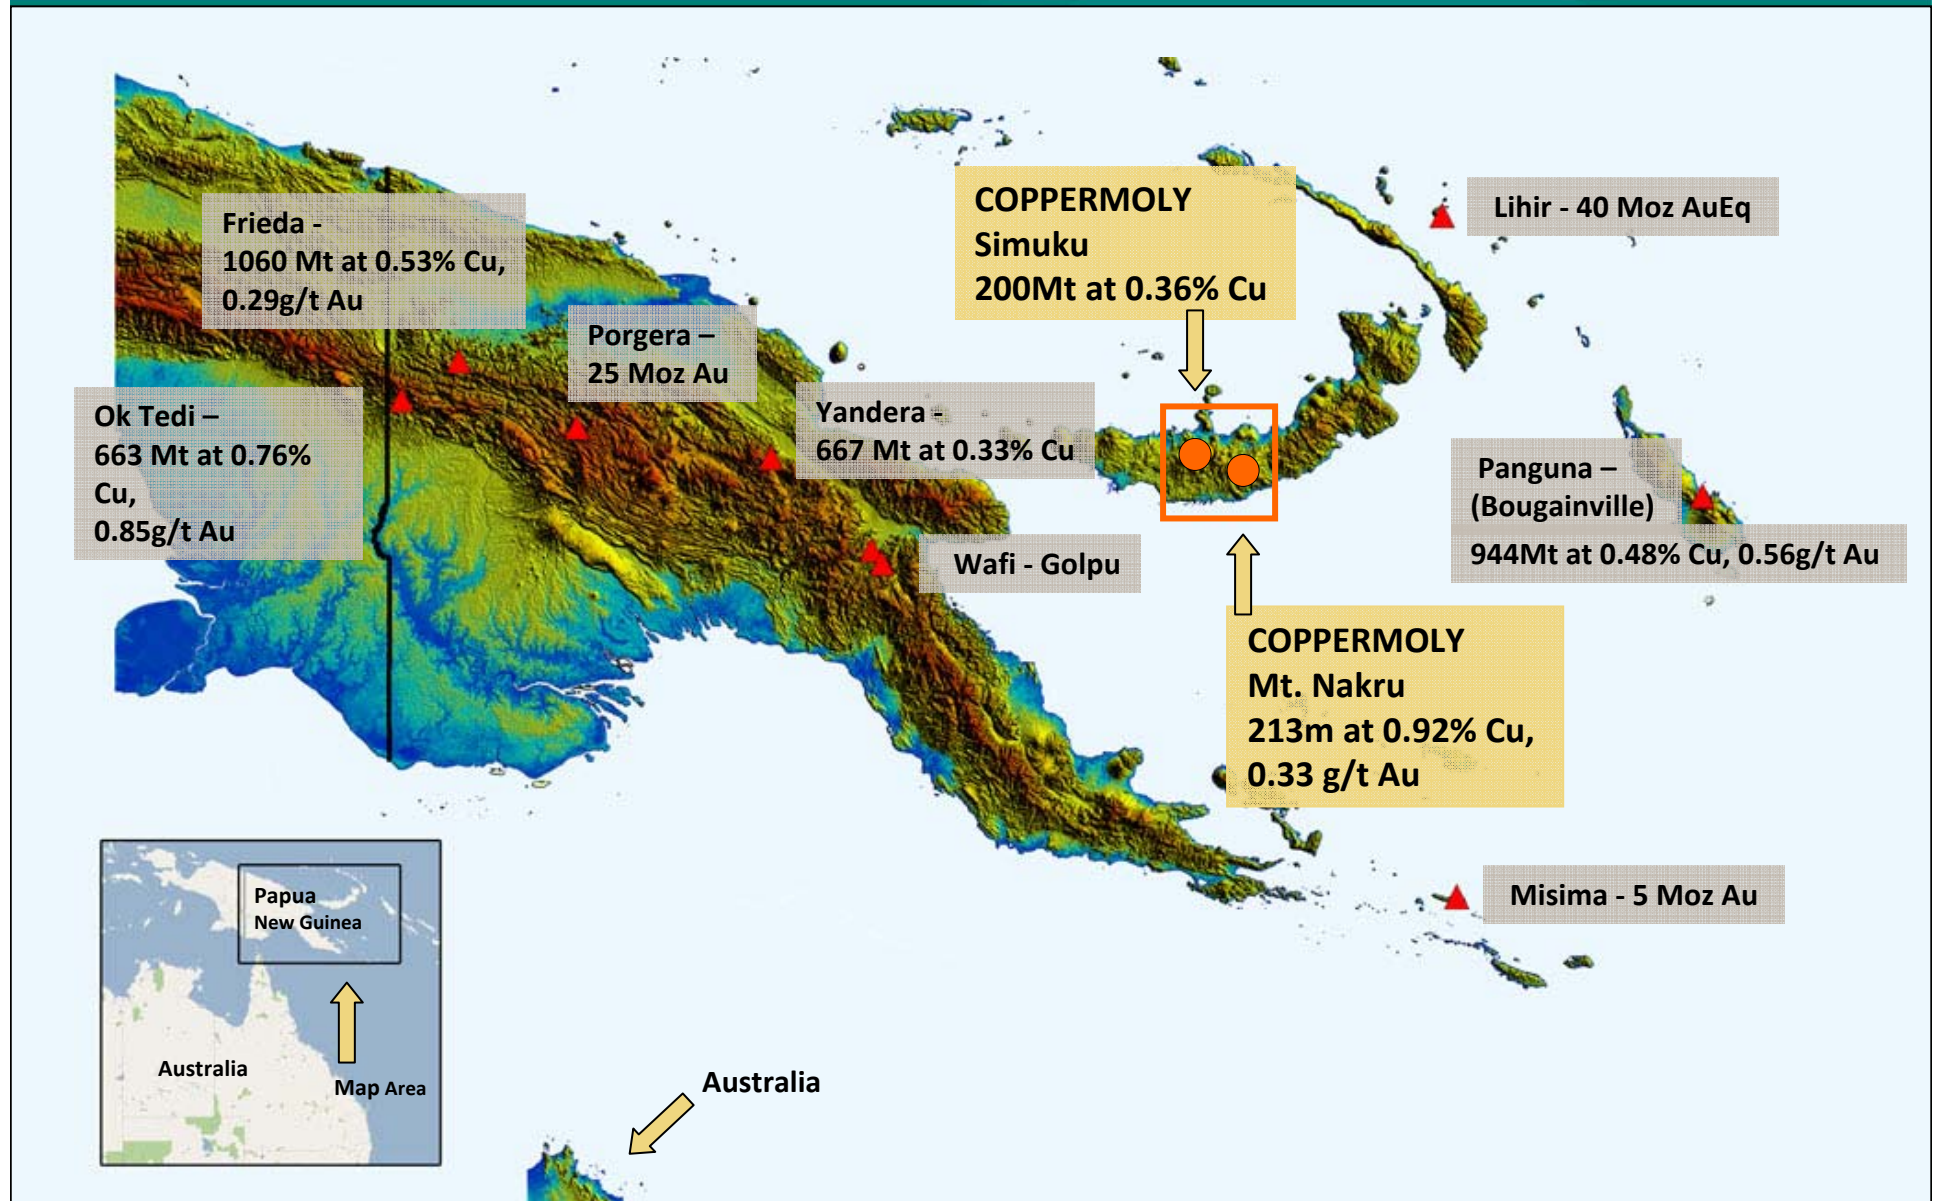 Frieda -
1060 Mt at 0.53% Cu,
0.29g/t Au
Porgera –
25 Moz Au
Ok Tedi –
663 Mt at 0.76%
Cu,
0.85g/t Au
Yandera -
667 Mt at 0.33% Cu
Wafi - Golpu
COPPERMOLY
Simuku
200Mt at 0.36% Cu
Lihir - 40 Moz AuEq
Panguna –
(Bougainville)
944Mt at 0.48% Cu, 0.56g/t Au
COPPERMOLY
Mt. Nakru
213m at 0.92% Cu,
0.33 g/t Au
Misima - 5 Moz Au
Papua
New Guinea
Australia
Map Area
Australia